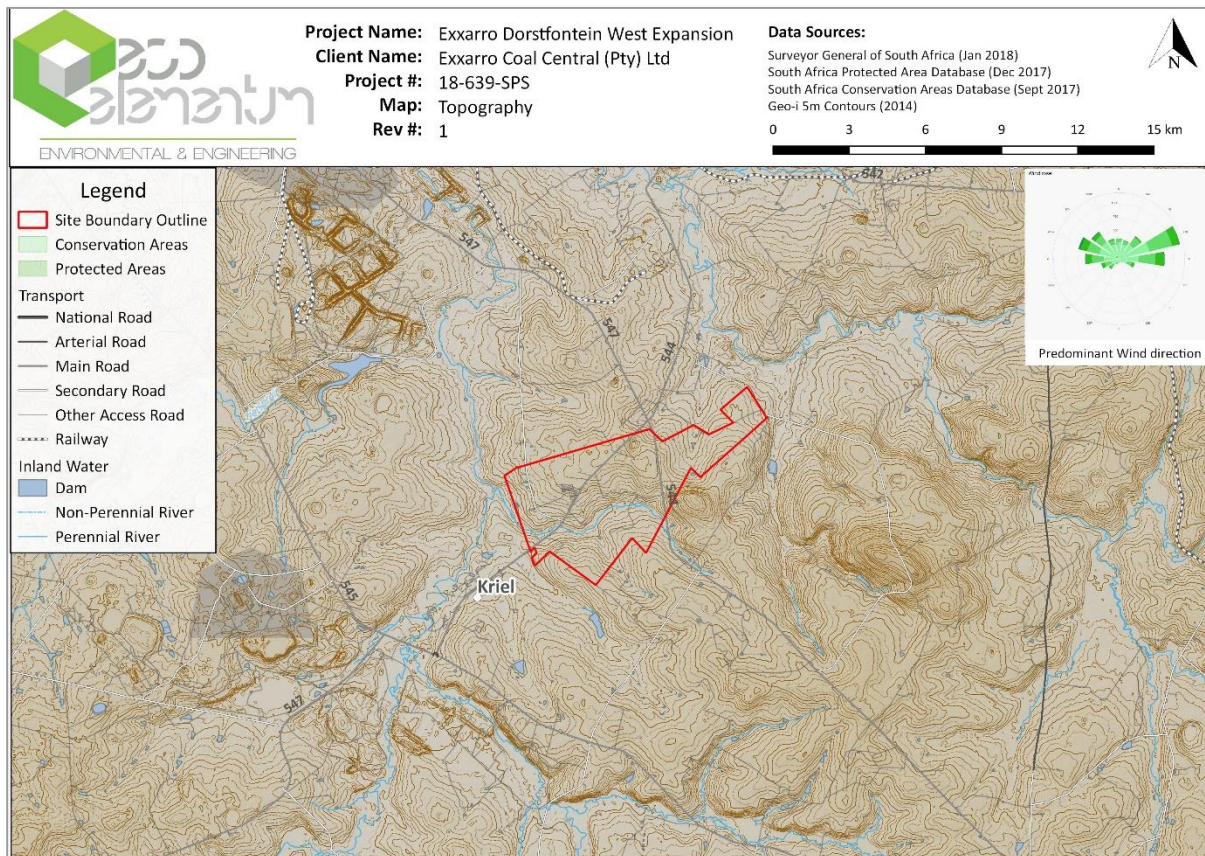 eco
elementum
ENVIRONMENTAL & ENGINEERING
Project Name: Exxarro Dorstfontein West Expansion
Client Name: Exxarro Coal Central (Pty) Ltd
Project #: 18-639-SPS
Map: Topography
Rev #: 1
Data Sources:
Surveyor General of South Africa (Jan 2018)
South Africa Protected Area Database (Dec 2017)
South Africa Conservation Areas Database (Sept 2017)
Geo-i 5m Contours (2014)
N
0 3 6 9 12 15 km
Legend
Site Boundary Outline
Conservation Areas
Protected Areas
Transport
National Road
Arterial Road
Main Road
Secondary Road
Other Access Road
Railway
Inland Water
Dam
Non-Perennial River
Perennial River
Predominant Wind direction
542
547
547
544
544
545
547
Kriel